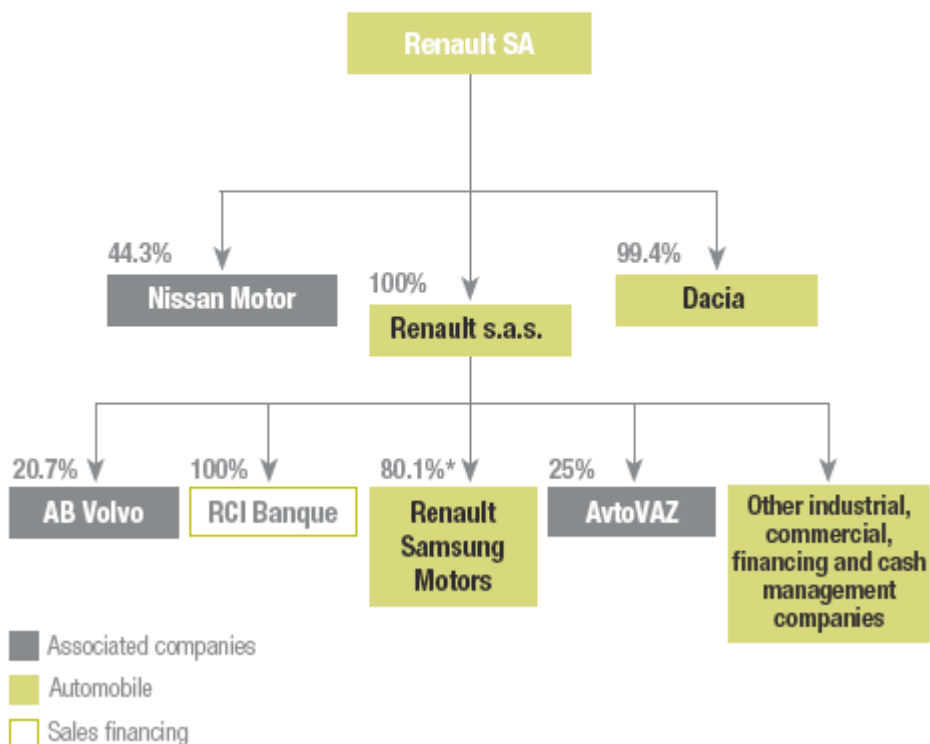 Renault SA
44.3%
Nissan Motor
100%
Renault s.a.s.
99.4%
Dacia
20.7%
AB Volvo
100%
RCI Banque
80.1%*
Renault
Samsung
Motors
25%
AvtoVAZ
Other industrial,
commercial,
financing and cash
management
companies
Associated companies
Automobile
Sales financing